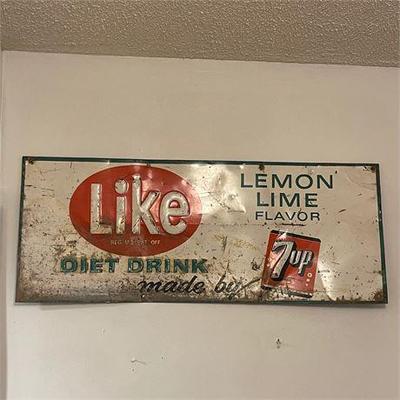 Like
REG. U.S. PAT. OFF.
DIET DRINK
made by
LEMON
LIME
FLAVOR
7up